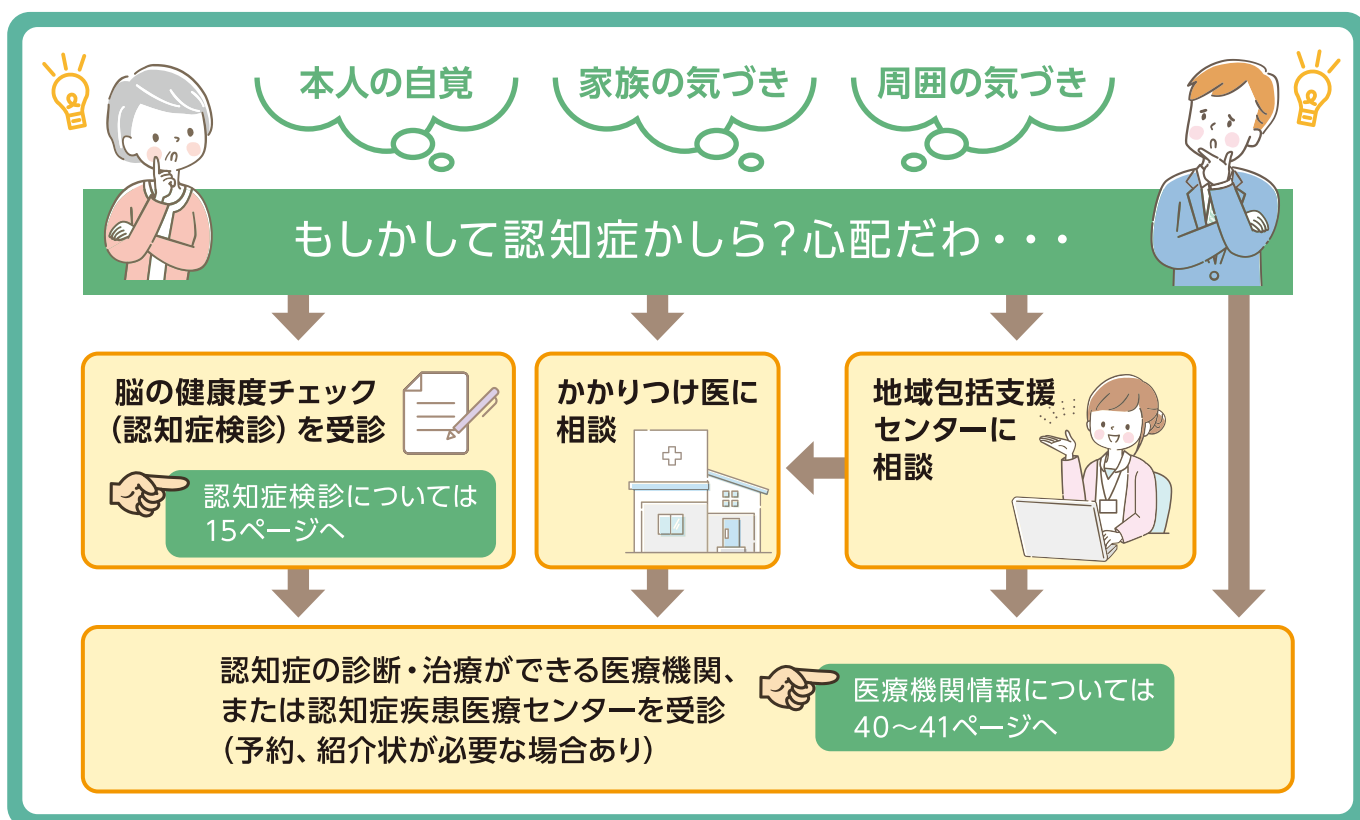 本人の自覚
家族の気づき
周囲の気づき
もしかして認知症かしら?心配だわ・・・
脳の健康度チェック
(認知症検診)を受診
認知症検診については
15ページへ
かかりつけ医に
相談
地域包括支援
センターに
相談
認知症の診断・治療ができる医療機関、
または認知症疾患医療センターを受診
(予約、紹介状が必要な場合あり)
医療機関情報については
40〜41ページへ